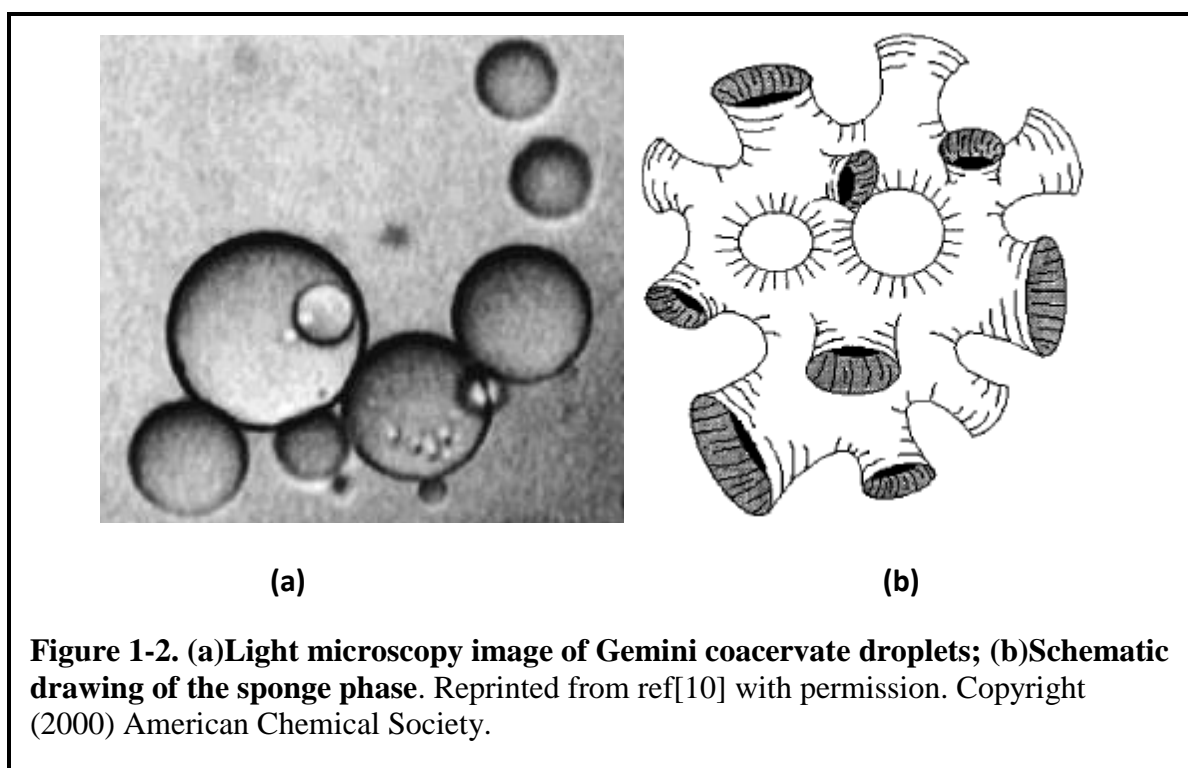 (a)
(b)
Figure 1-2. (a)Light microscopy image of Gemini coacervate droplets; (b)Schematic
drawing of the sponge phase. Reprinted from ref[10] with permission. Copyright
(2000) American Chemical Society.